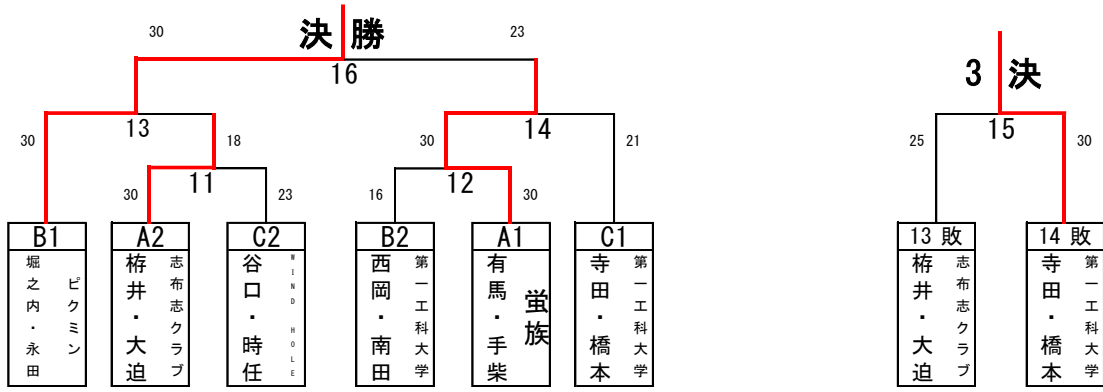 30
決勝
23
16
3決
30
13
18
30
14
21
25
15
30
30
11
23
16
12
30
B1
A2
C2
B2
A1
C1
13 敗
14 敗
堀之内・永田
ピクミン
栫井・大迫
志布志クラブ
谷口・時任
WIND HOLE
西岡・南田
第一工科大学
有馬・手柴
蛍族
寺田・橋本
第一工科大学
栫井・大迫
志布志クラブ
寺田・橋本
第一工科大学